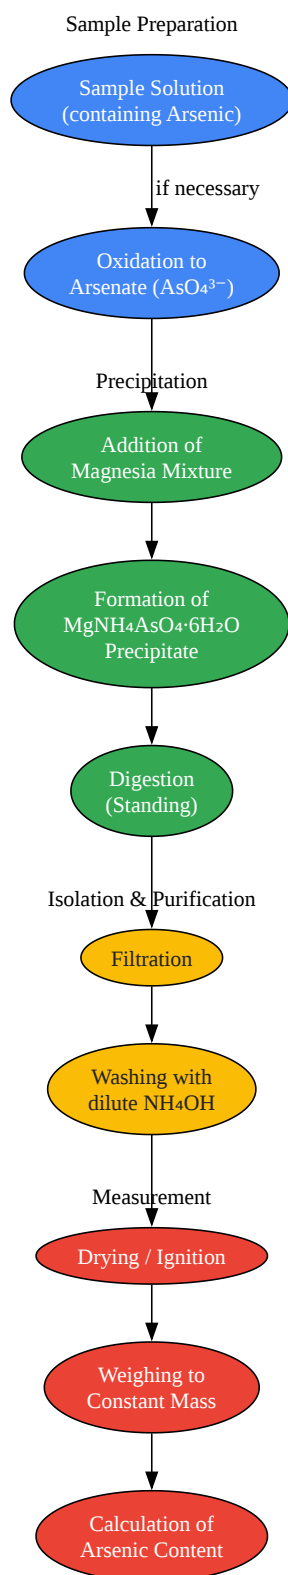 Sample Preparation
Sample Solution
(containing Arsenic)
if necessary
Oxidation to
Arsenate (AsO₄³⁻)
Precipitation
Addition of
Magnesia Mixture
Formation of
MgNH₄AsO₄·6H₂O
Precipitate
Digestion
(Standing)
Isolation & Purification
Filtration
Washing with
dilute NH₄OH
Measurement
Drying / Ignition
Weighing to
Constant Mass
Calculation of
Arsenic Content